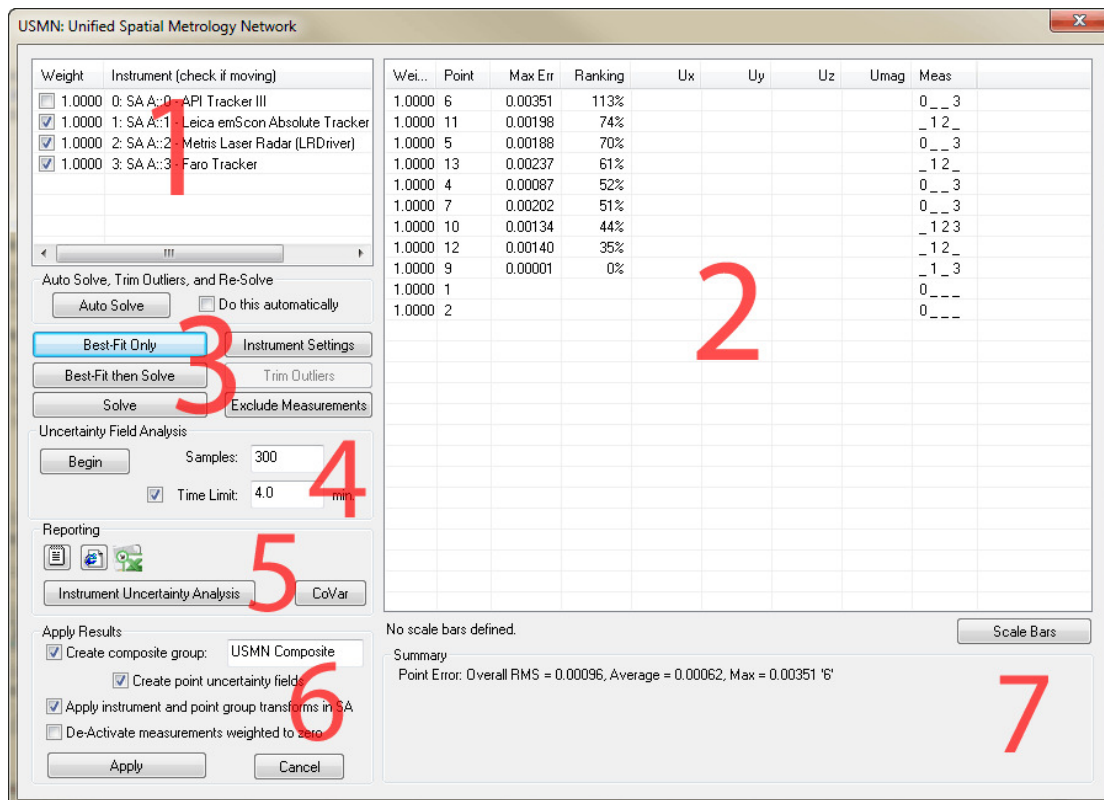 USMN: Unified Spatial Metrology Network
Weight Instrument (check if moving)
1.0000 0: SA A::0 - API Tracker III
1.0000 1: SA A::1 - Leica emScon Absolute Tracker
1.0000 2: SA A::2 - Metris Laser Radar (LRDriver)
1.0000 3: SA A::3 - Faro Tracker
1
Auto Solve, Trim Outliers, and Re-Solve
Auto Solve Do this automatically
Best-Fit Only Instrument Settings
Best-Fit then Solve Trim Outliers
Solve Exclude Measurements
3
Uncertainty Field Analysis
Begin Samples: 300
Time Limit: 4.0 min.
4
Reporting
Instrument Uncertainty Analysis CoVar
5
Apply Results
Create composite group: USMN Composite
Create point uncertainty fields
Apply instrument and point group transforms in SA
De-Activate measurements weighted to zero
Apply Cancel
6
Wei... Point Max Err Ranking Ux Uy Uz Umag Meas
1.0000 6 0.00351 113% 0__3
1.0000 11 0.00198 74% _12_
1.0000 5 0.00188 70% 0__3
1.0000 13 0.00237 61% _12_
1.0000 4 0.00087 52% 0__3
1.0000 7 0.00202 51% 0__3
1.0000 10 0.00134 44% _123
1.0000 12 0.00140 35% _12_
1.0000 9 0.00001 0% _1_3
1.0000 1 0___
1.0000 2 0___
2
No scale bars defined. Scale Bars
Summary
Point Error: Overall RMS = 0.00096, Average = 0.00062, Max = 0.00351 '6'
7